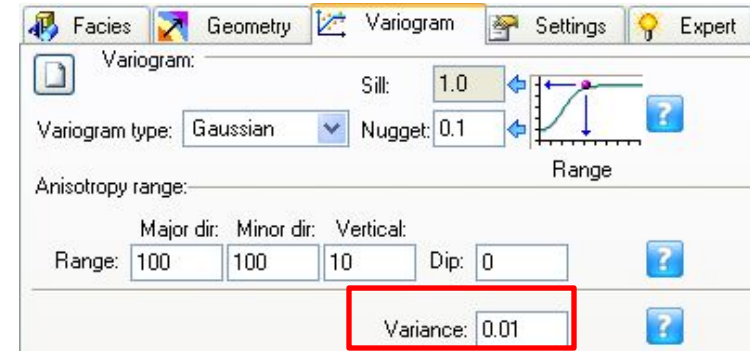 Facies Geometry Variogram Settings Expert
Variogram:
Sill: 1.0
Variogram type: Gaussian Nugget: 0.1 ?
Range
Anisotropy range:
Major dir: Minor dir: Vertical:
Range: 100 100 10 Dip: 0 ?
Variance: 0.01 ?